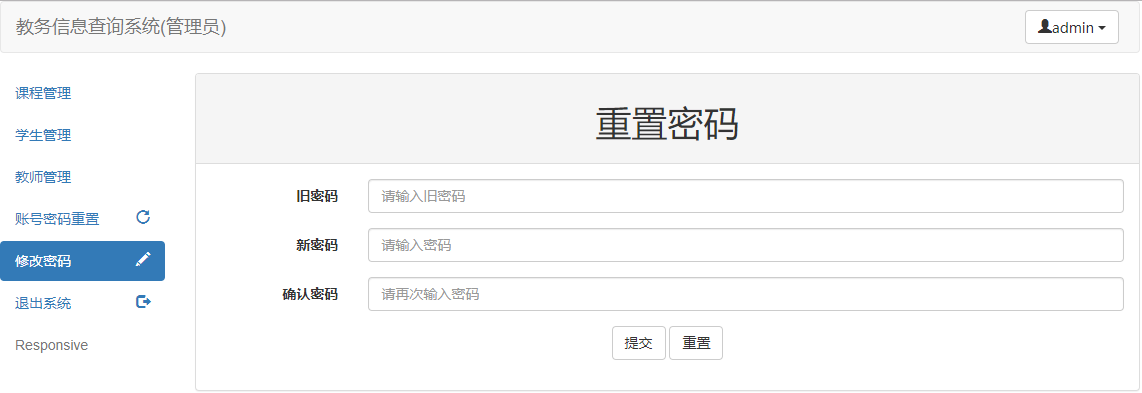 教务信息查询系统(管理员)
admin
课程管理
学生管理
教师管理
账号密码重置
修改密码
退出系统
Responsive
重置密码
旧密码 请输入旧密码
新密码 请输入密码
确认密码 请再次输入密码
提交 重置